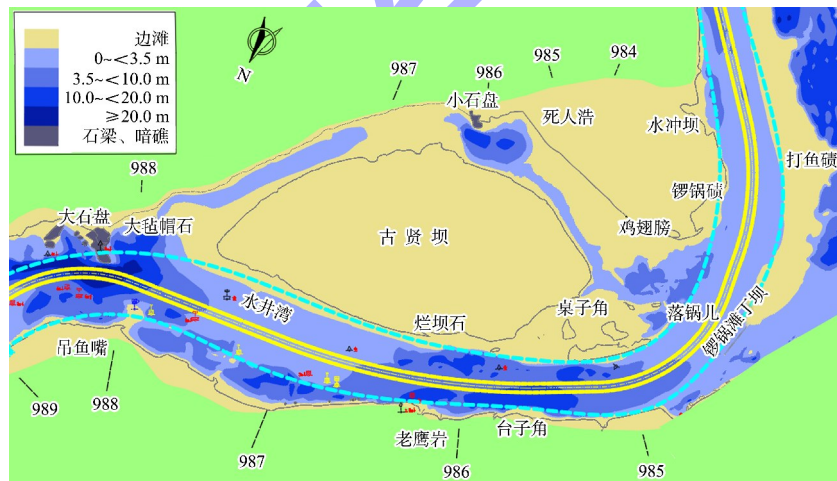 边滩
0~<3.5 m
3.5~<10.0 m
10.0~<20.0 m
≥20.0 m
石梁、暗礁
N
987
986
985
984
小石盘
死人浩
水冲坝
打鱼碛
988
大石盘
大毡帽石
锣锅碛
鸡翅膀
古贤坝
水井湾
烂坝石
桌子角
落锅儿
锣锅滩丁坝
吊鱼嘴
989
988
987
老鹰岩
986
台子角
985